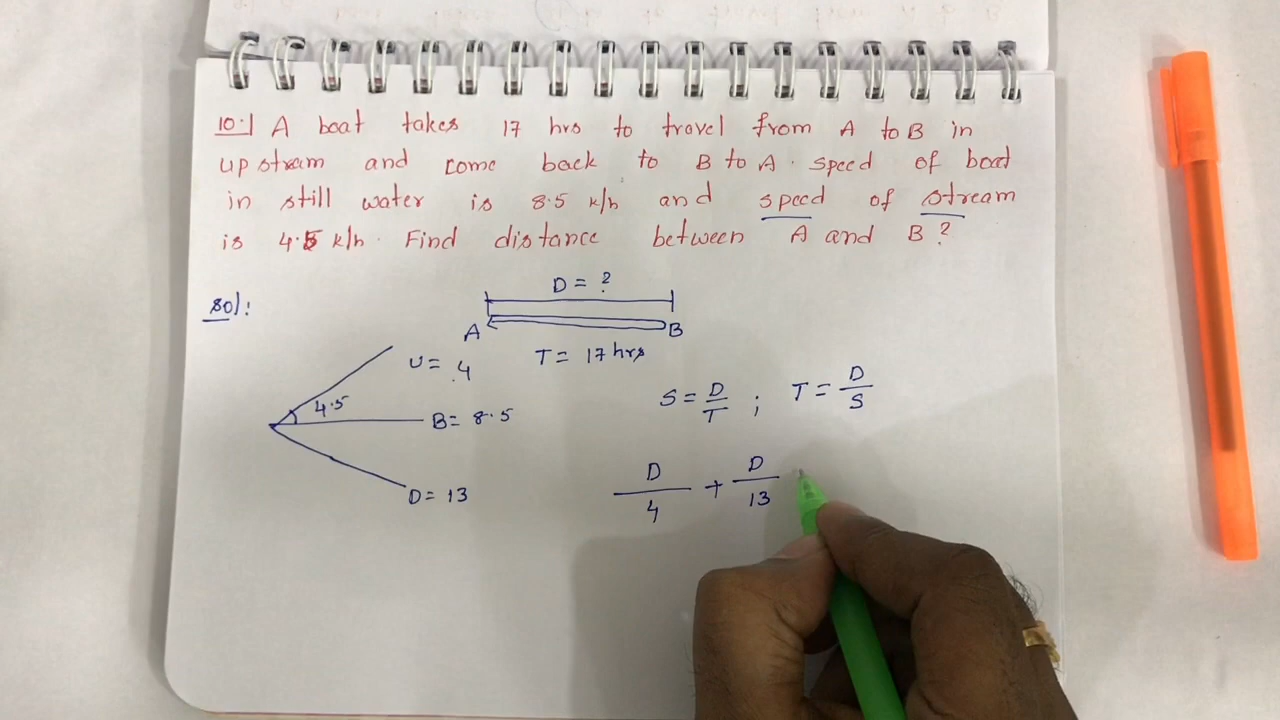 10.) A boat takes 17 hrs to travel from A to B in
upstream and come back to B to A. speed of boat
in still water is 8.5 k/h and speed of stream
is 4.5 k/h. Find distance between A and B?
Sol:
D = ?
A B
T = 17 hrs
U = 4
4.5
B = 8.5
D = 13
S = D/T ; T = D/S
D/4 + D/13